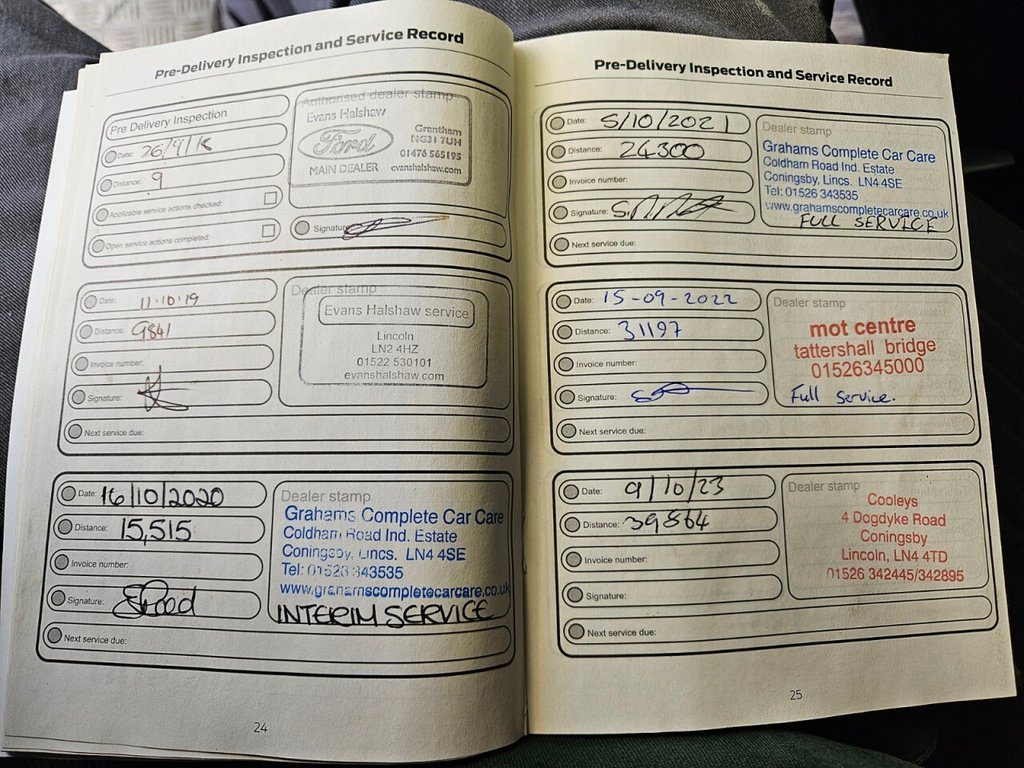 Pre-Delivery Inspection and Service Record
Pre Delivery Inspection
Date: 26/9/
Distance: 9
Applicable service actions checked:
Open service actions completed:
Authorised dealer stamp
Evans Halshaw
Ford
MAIN DEALER
Grantham
NG31 7UH
01476 565195
evanshalshaw.com
Signature:
Date: 11·10·19
Distance: 9841
Invoice number:
Signature:
Next service due:
Dealer stamp
Evans Halshaw service
Lincoln
LN2 4HZ
01522 530101
evanshalshaw.com
Date: 16/10/2020
Distance: 15,515
Invoice number:
Signature:
Next service due:
Dealer stamp
Grahams Complete Car Care
Coldham Road Ind. Estate
Coningsby, Lincs. LN4 4SE
Tel: 01526 343535
www.grahamscompletecarcare.co.uk
INTERIM SERVICE
24
Pre-Delivery Inspection and Service Record
Date: 5/10/2021
Distance: 24300
Invoice number:
Signature:
Next service due:
Dealer stamp
Grahams Complete Car Care
Coldham Road Ind. Estate
Coningsby, Lincs. LN4 4SE
Tel: 01526 343535
www.grahamscompletecarcare.co.uk
FULL SERVICE
Date: 15-09-2022
Distance: 31197
Invoice number:
Signature:
Next service due:
Dealer stamp
mot centre
tattershall bridge
01526345000
Full Service.
Date: 9/10/23
Distance: 39864
Invoice number:
Signature:
Next service due:
Dealer stamp
Cooleys
4 Dogdyke Road
Coningsby
Lincoln, LN4 4TD
01526 342445/342895
25